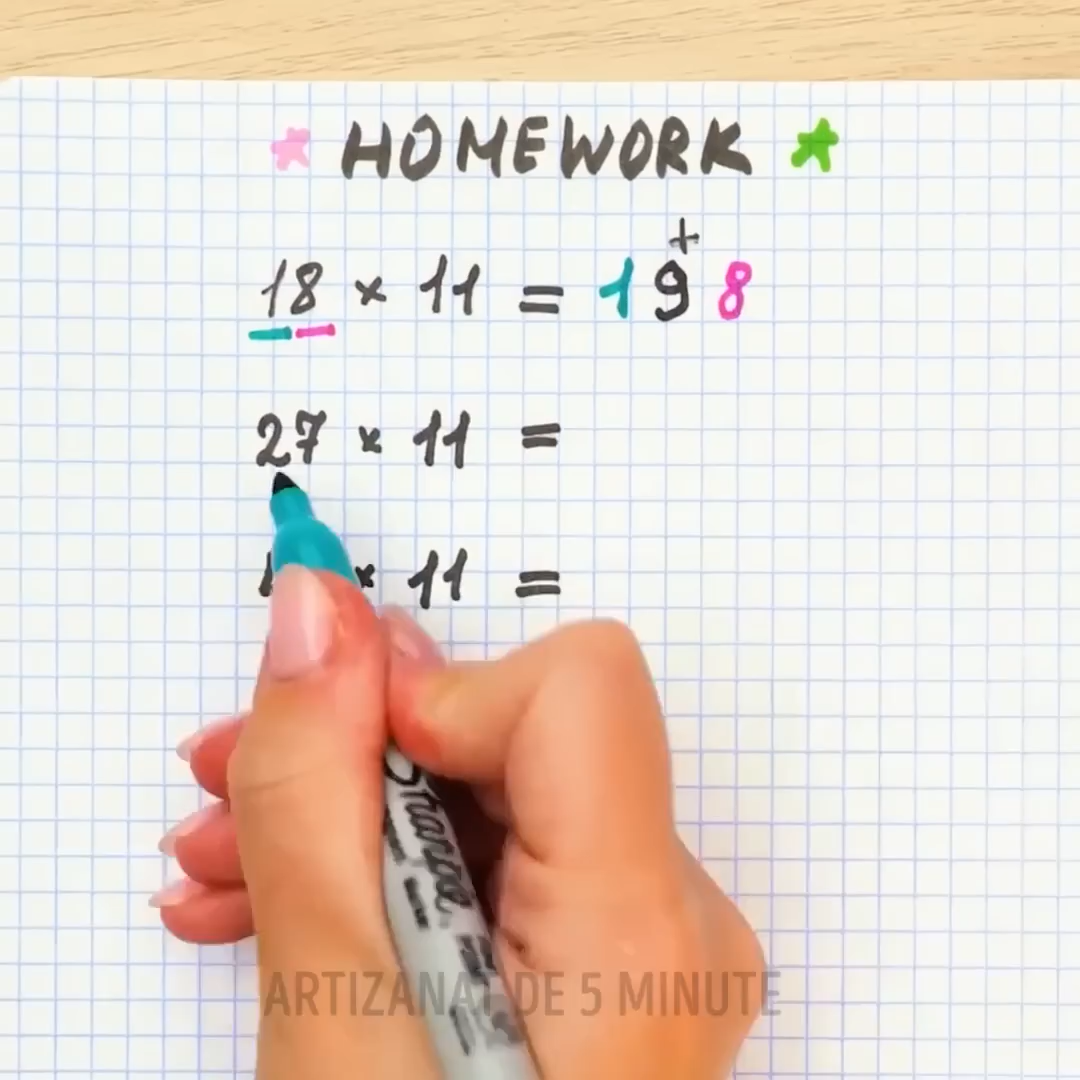 HOMEWORK
+
18 × 11 = 198
27 × 11 =
× 11 =
Sharpie
ARTIZANAT DE 5 MINUTE